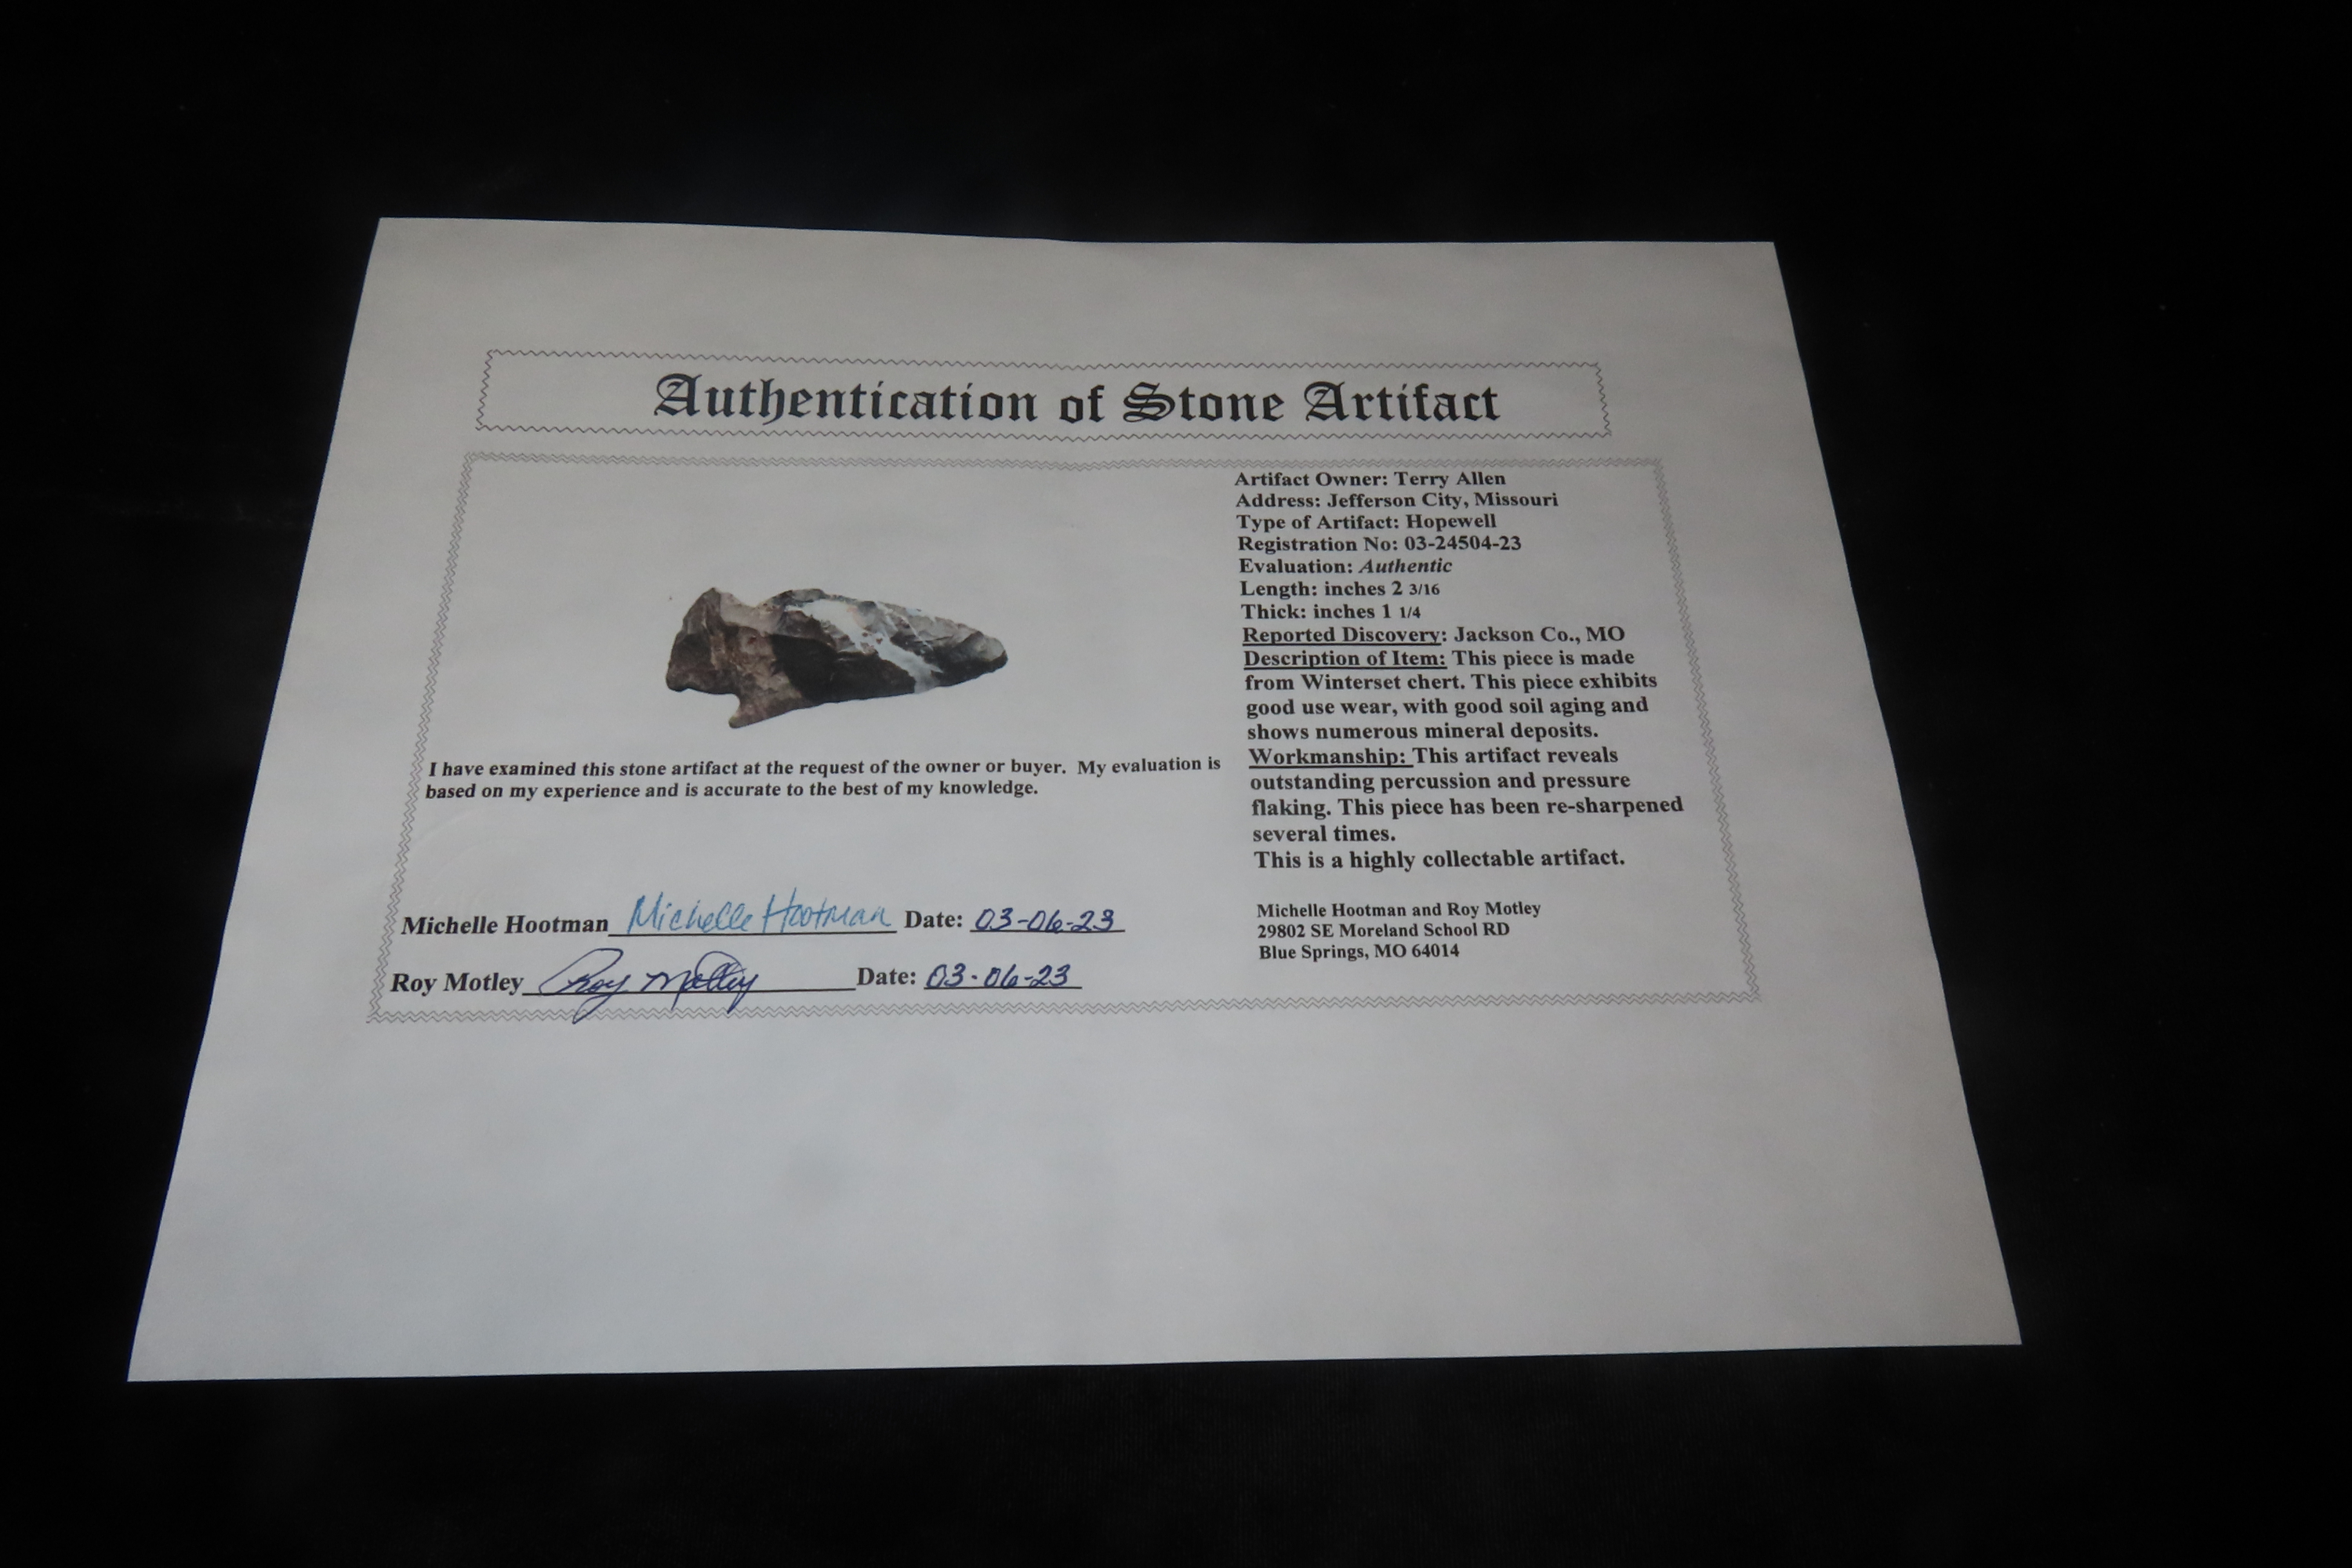 Authentication of Stone Artifact
Artifact Owner: Terry Allen
Address: Jefferson City, Missouri
Type of Artifact: Hopewell
Registration No: 03-24504-23
Evaluation: Authentic
Length: inches 2 3/16
Thick: inches 1 1/4
Reported Discovery: Jackson Co., MO
Description of Item: This piece is made
from Winterset chert. This piece exhibits
good use wear, with good soil aging and
shows numerous mineral deposits.
Workmanship: This artifact reveals
outstanding percussion and pressure
flaking. This piece has been re-sharpened
several times.
This is a highly collectable artifact.
I have examined this stone artifact at the request of the owner or buyer. My evaluation is
based on my experience and is accurate to the best of my knowledge.
Michelle Hootman Michelle Hootman Date: 03-06-23
Roy Motley Roy Motley Date: 03-06-23
Michelle Hootman and Roy Motley
29802 SE Moreland School RD
Blue Springs, MO 64014